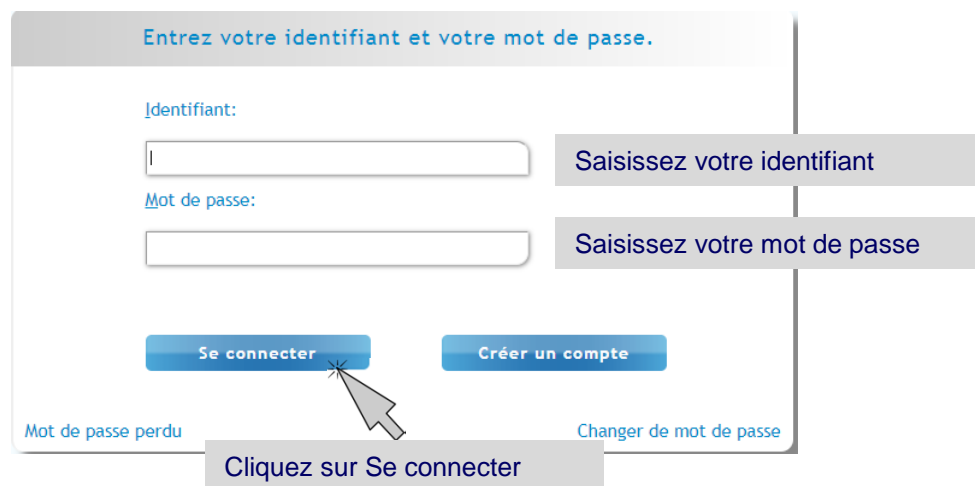 Entrez votre identifiant et votre mot de passe.
Identifiant:
Saisissez votre identifiant
Mot de passe:
Saisissez votre mot de passe
Se connecter
Créer un compte
Mot de passe perdu
Changer de mot de passe
Cliquez sur Se connecter